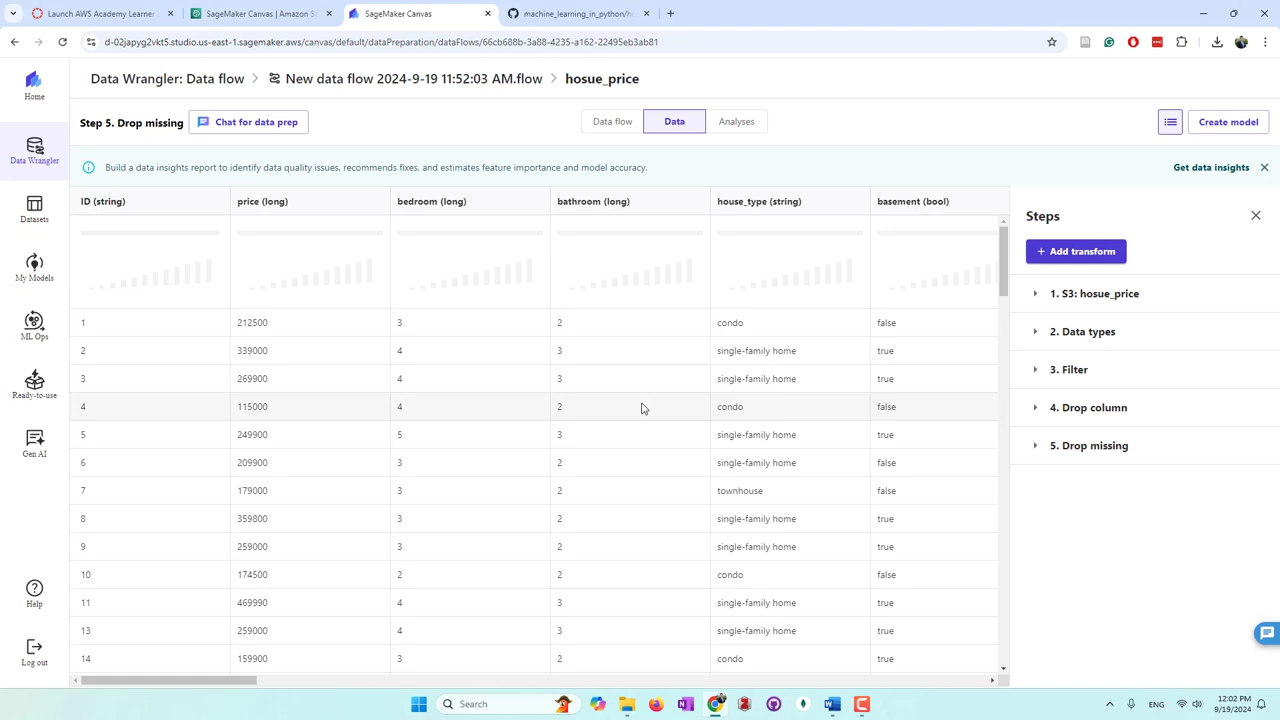 Launch AWS Academy Learner
SageMaker Canvas | Amazon S
SageMaker Canvas
machine_learning_in_python/ho
d-02japyg2vkt5.studio.us-east-1.sagemaker.aws/canvas/default/dataPreparation/dataFlows/66cb688b-3a88-4235-a162-22495eb3ab81
Home
Data Wrangler: Data flow > New data flow 2024-9-19 11:52:03 AM.flow > hosue_price
Step 5. Drop missing Chat for data prep Data flow Data Analyses Create model
Data Wrangler
Build a data insights report to identify data quality issues, recommends fixes, and estimates feature importance and model accuracy. Get data insights
Datasets
My Models
ML Ops
Ready-to-use
Gen AI
Help
Log out
ID (string) price (long) bedroom (long) bathroom (long) house_type (string) basement (bool)
1 212500 3 2 condo false
2 339000 4 3 single-family home true
3 269900 4 3 single-family home true
4 115000 4 2 condo false
5 249900 5 3 single-family home true
6 209900 3 2 single-family home false
7 179000 3 2 townhouse false
8 359800 3 2 single-family home true
9 259000 3 2 single-family home true
10 174500 2 2 condo false
11 469990 4 3 single-family home true
13 259000 4 3 single-family home true
14 159900 3 2 condo true
Steps
+ Add transform
1. S3: hosue_price
2. Data types
3. Filter
4. Drop column
5. Drop missing
Search
ENG
12:02 PM
9/19/2024